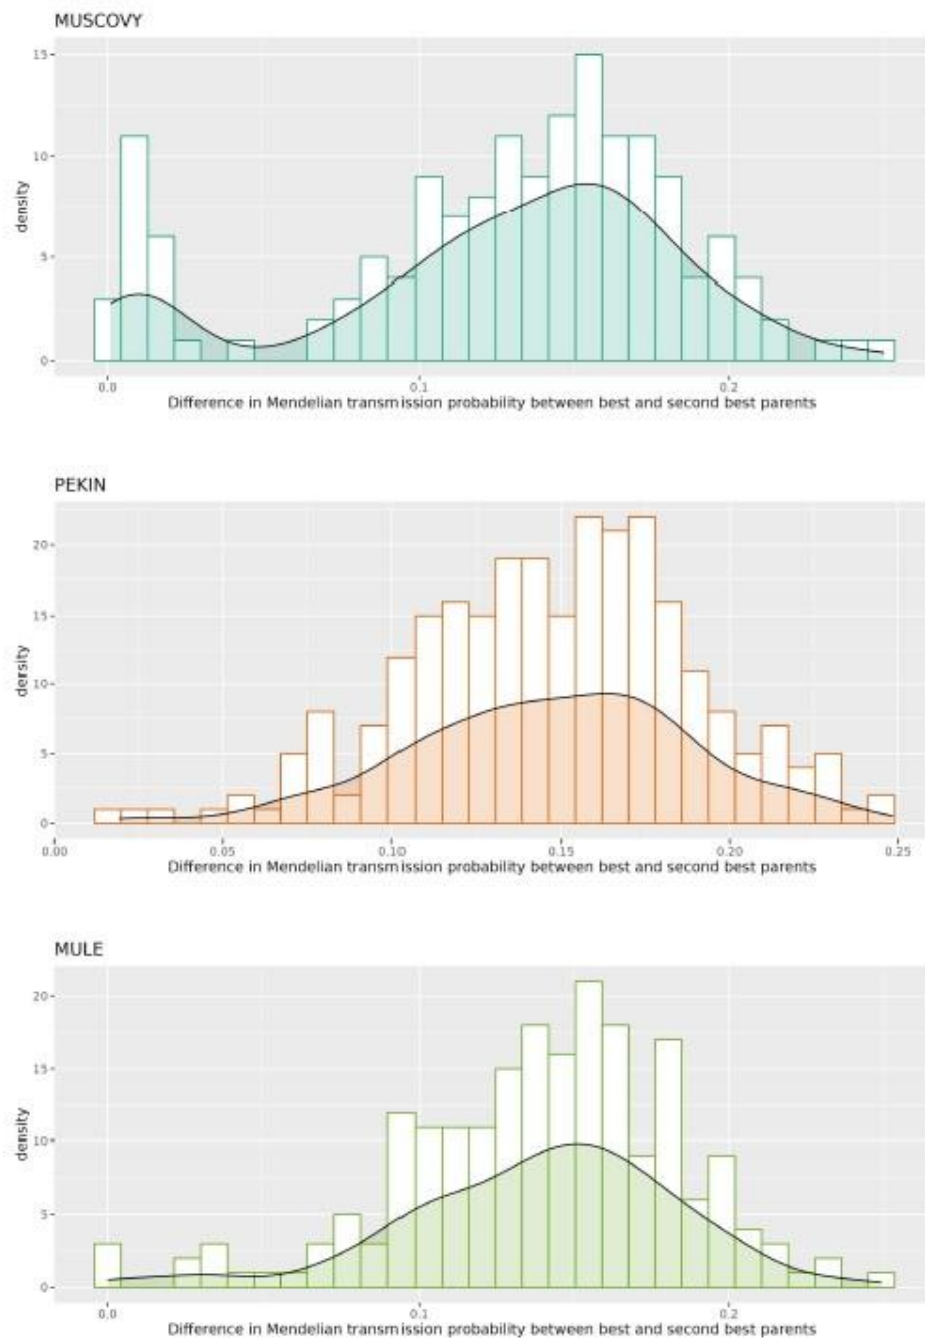 MUSCOVY
15
10
5
0
density
0.0 0.1 0.2
Difference in Mendelian transmission probability between best and second best parents
PEKIN
20
15
10
5
0
density
0.00 0.05 0.10 0.15 0.20 0.25
Difference in Mendelian transmission probability between best and second best parents
MULE
20
15
10
5
0
density
0.0 0.1 0.2
Difference in Mendelian transmission probability between best and second best parents